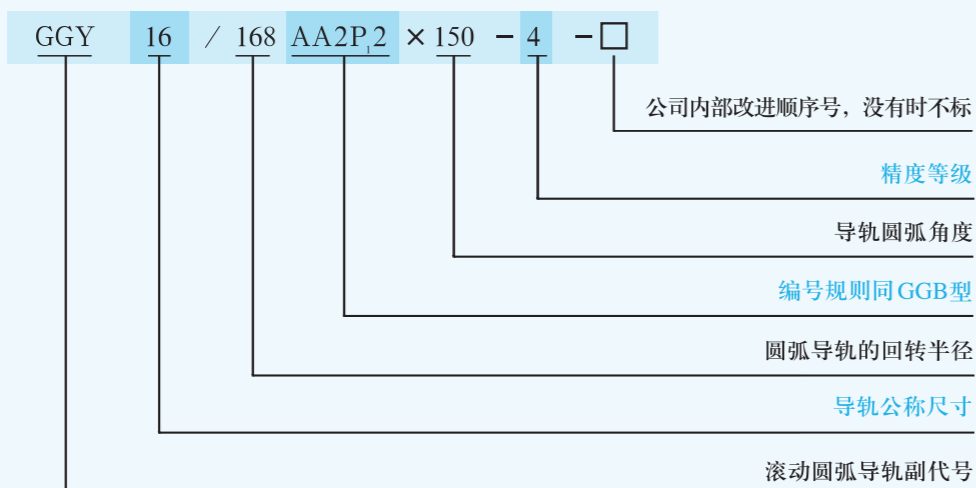 GGY 16 / 168 AA2P₁2 × 150 - 4 - □
公司内部改进顺序号，没有时不标
精度等级
导轨圆弧角度
编号规则同GGB型
圆弧导轨的回转半径
导轨公称尺寸
滚动圆弧导轨副代号